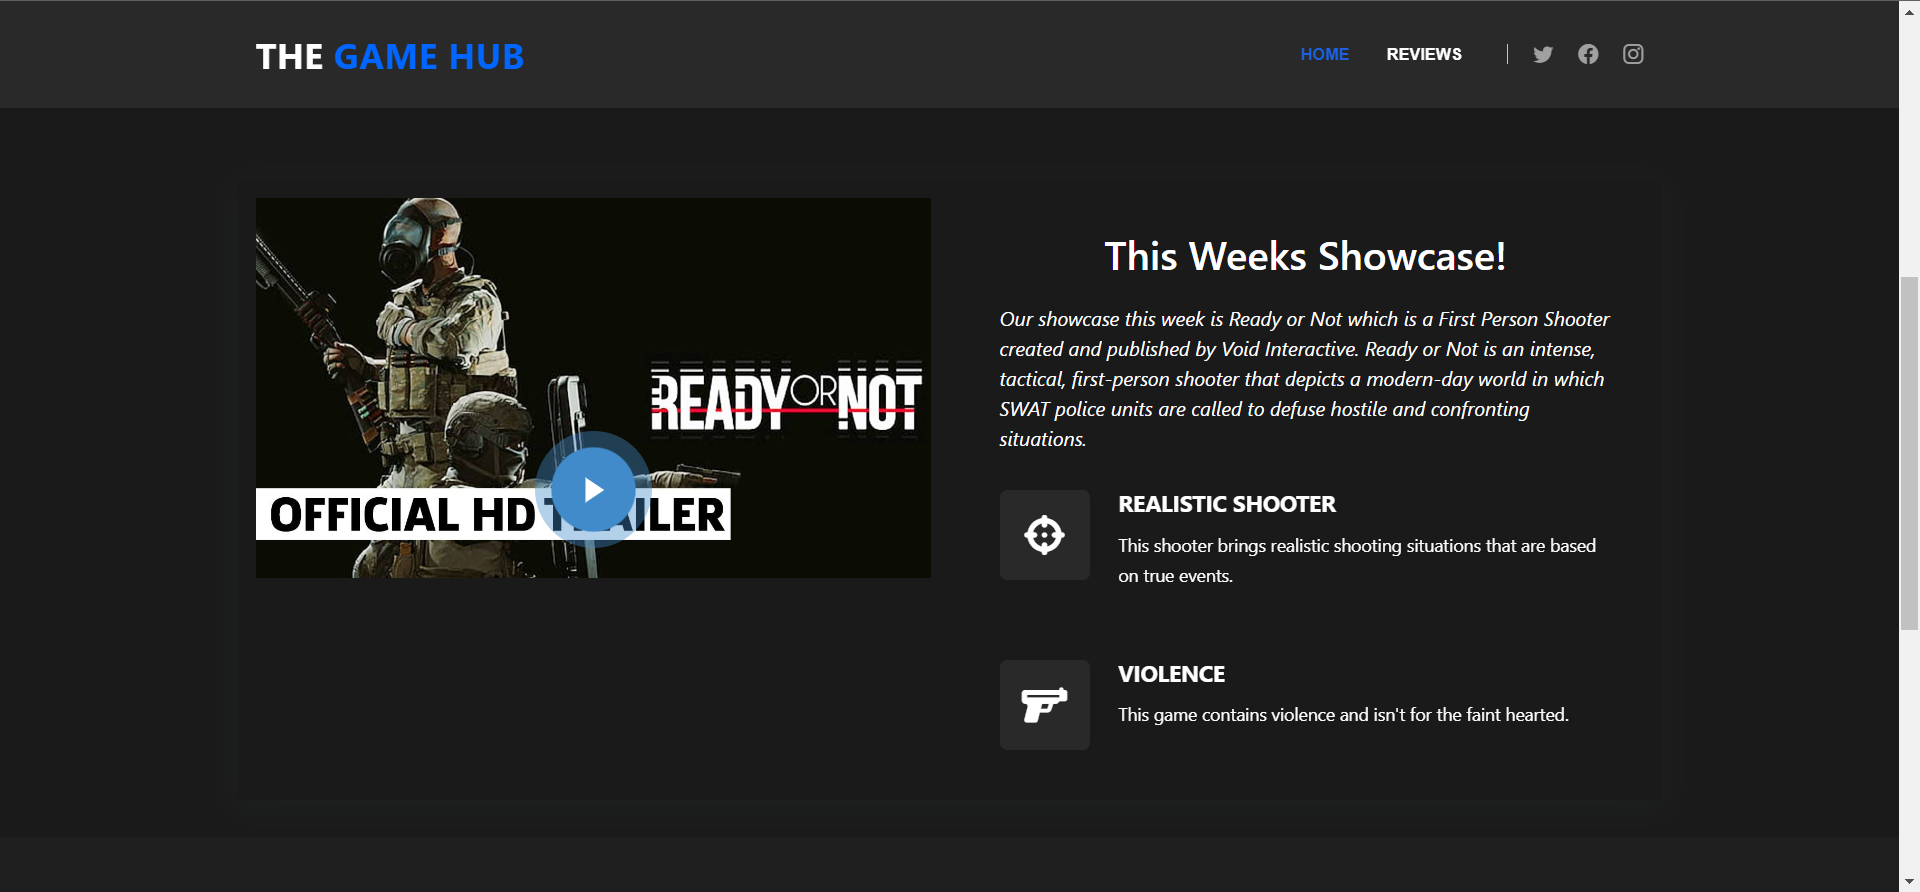 THE GAME HUB
HOME
REVIEWS
READY OR NOT
OFFICIAL HD TRAILER
This Weeks Showcase!
Our showcase this week is Ready or Not which is a First Person Shooter
created and published by Void Interactive. Ready or Not is an intense,
tactical, first-person shooter that depicts a modern-day world in which
SWAT police units are called to defuse hostile and confronting
situations.
REALISTIC SHOOTER
This shooter brings realistic shooting situations that are based
on true events.
VIOLENCE
This game contains violence and isn't for the faint hearted.